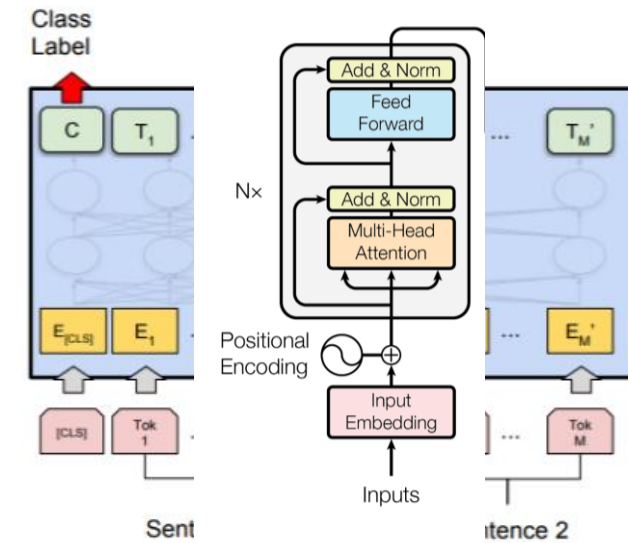 Class
Label
C
T1
...
TM'
E[CLS]
E1
...
EM'
[CLS]
Tok
1
...
Tok
M
Sent
ntence 2
Add & Norm
Feed
Forward
Add & Norm
Multi-Head
Attention
N×
Positional
Encoding
Input
Embedding
Inputs